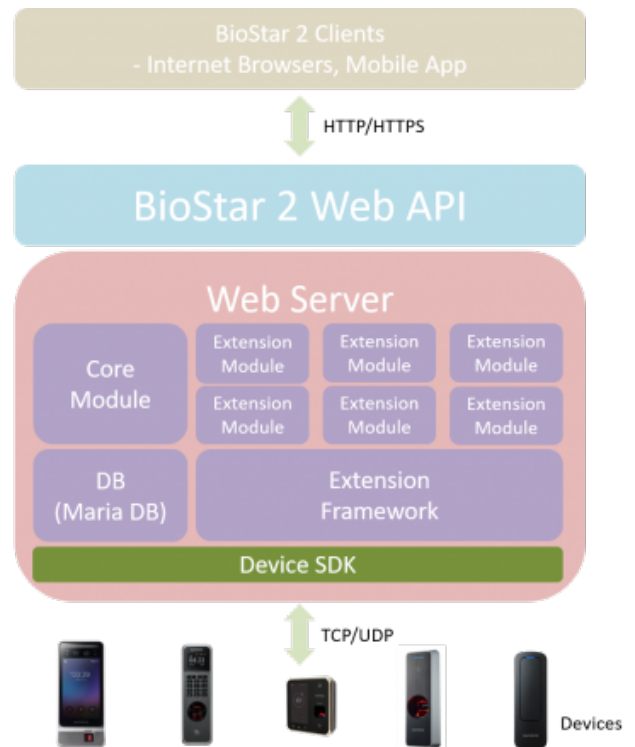 BioStar 2 Clients
- Internet Browsers, Mobile App
HTTP/HTTPS
BioStar 2 Web API
Web Server
Core
Module
Extension
Module
Extension
Module
Extension
Module
Extension
Module
Extension
Module
Extension
Module
DB
(Maria DB)
Extension
Framework
Device SDK
TCP/UDP
Devices